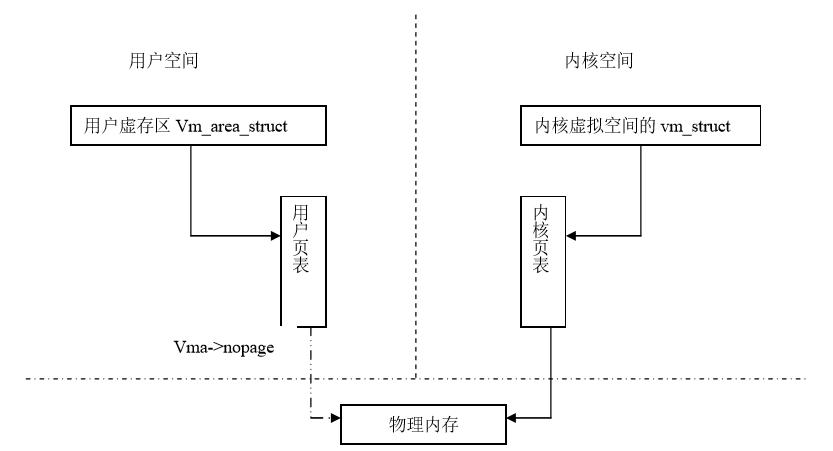 用户空间
内核空间
用户虚存区 Vm_area_struct
内核虚拟空间的 vm_struct
用户页表
内核页表
Vma->nopage
物理内存